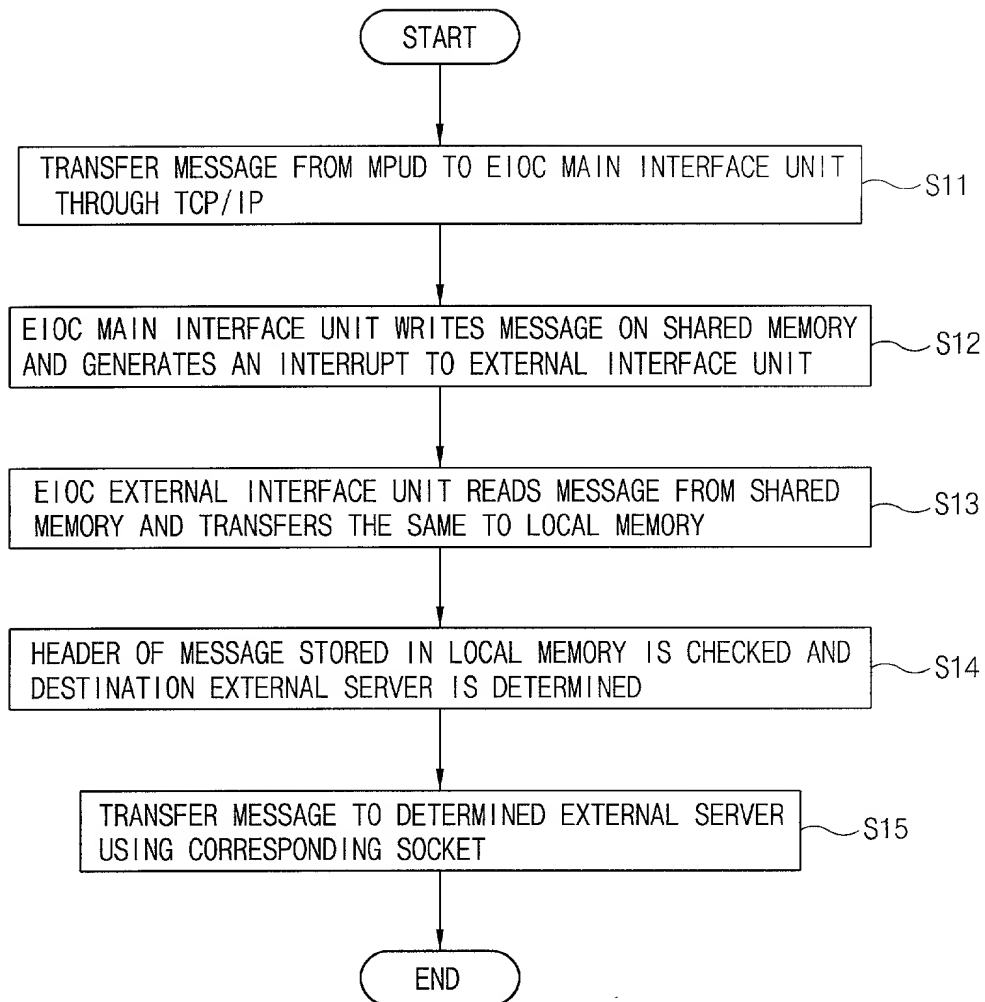 START
TRANSFER MESSAGE FROM MPUD TO EIOC MAIN INTERFACE UNIT
THROUGH TCP/IP
S11
EIOC MAIN INTERFACE UNIT WRITES MESSAGE ON SHARED MEMORY
AND GENERATES AN INTERRUPT TO EXTERNAL INTERFACE UNIT
S12
EIOC EXTERNAL INTERFACE UNIT READS MESSAGE FROM SHARED
MEMORY AND TRANSFERS THE SAME TO LOCAL MEMORY
S13
HEADER OF MESSAGE STORED IN LOCAL MEMORY IS CHECKED AND
DESTINATION EXTERNAL SERVER IS DETERMINED
S14
TRANSFER MESSAGE TO DETERMINED EXTERNAL SERVER
USING CORRESPONDING SOCKET
S15
END